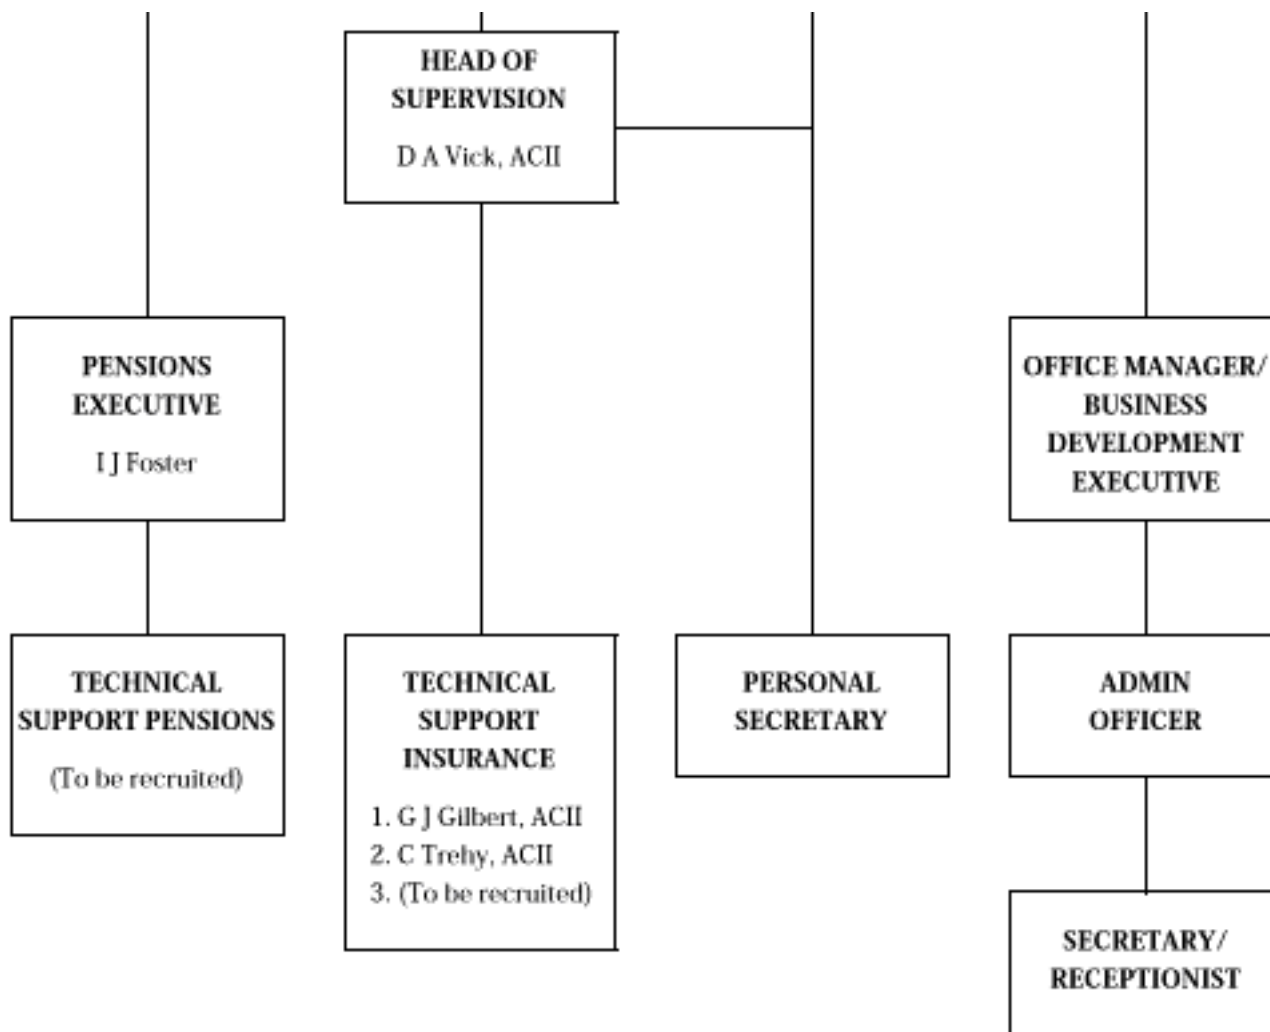 HEAD OF
SUPERVISION
D A Vick, ACII
PENSIONS
EXECUTIVE
I J Foster
OFFICE MANAGER/
BUSINESS
DEVELOPMENT
EXECUTIVE
TECHNICAL
SUPPORT PENSIONS
(To be recruited)
TECHNICAL
SUPPORT
INSURANCE
1. G J Gilbert, ACII
2. C Trehy, ACII
3. (To be recruited)
PERSONAL
SECRETARY
ADMIN
OFFICER
SECRETARY/
RECEPTIONIST